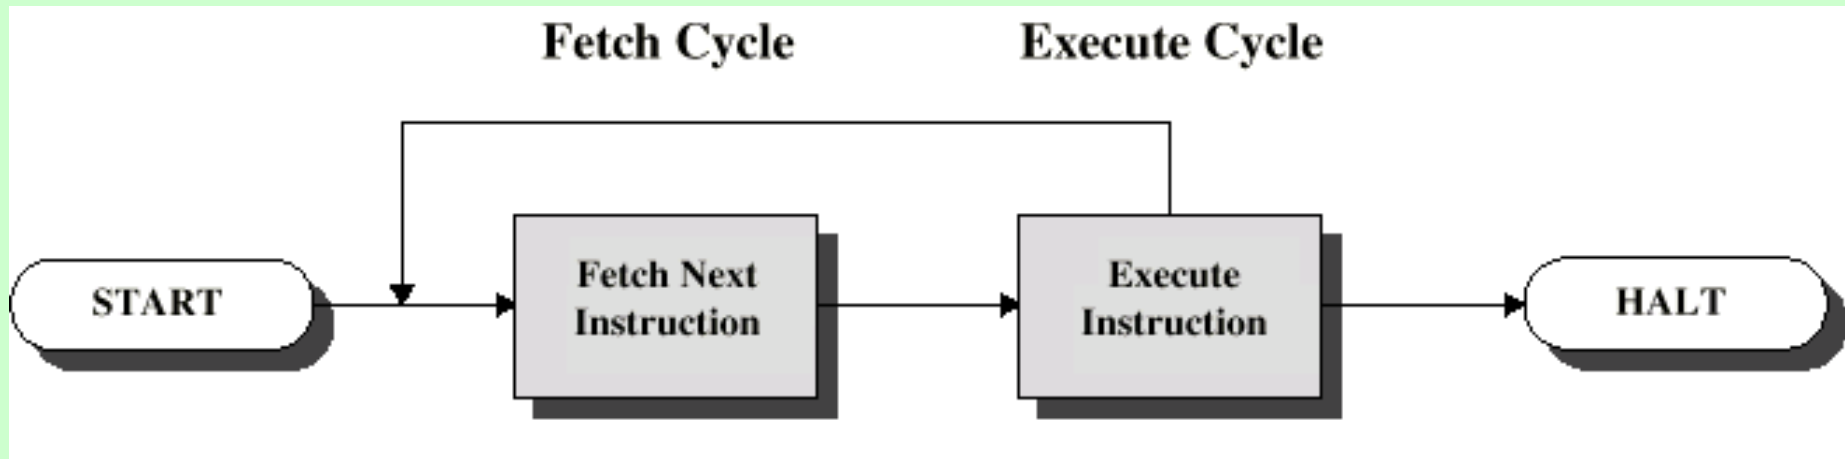 Fetch Cycle
Execute Cycle
START
Fetch Next
Instruction
Execute
Instruction
HALT